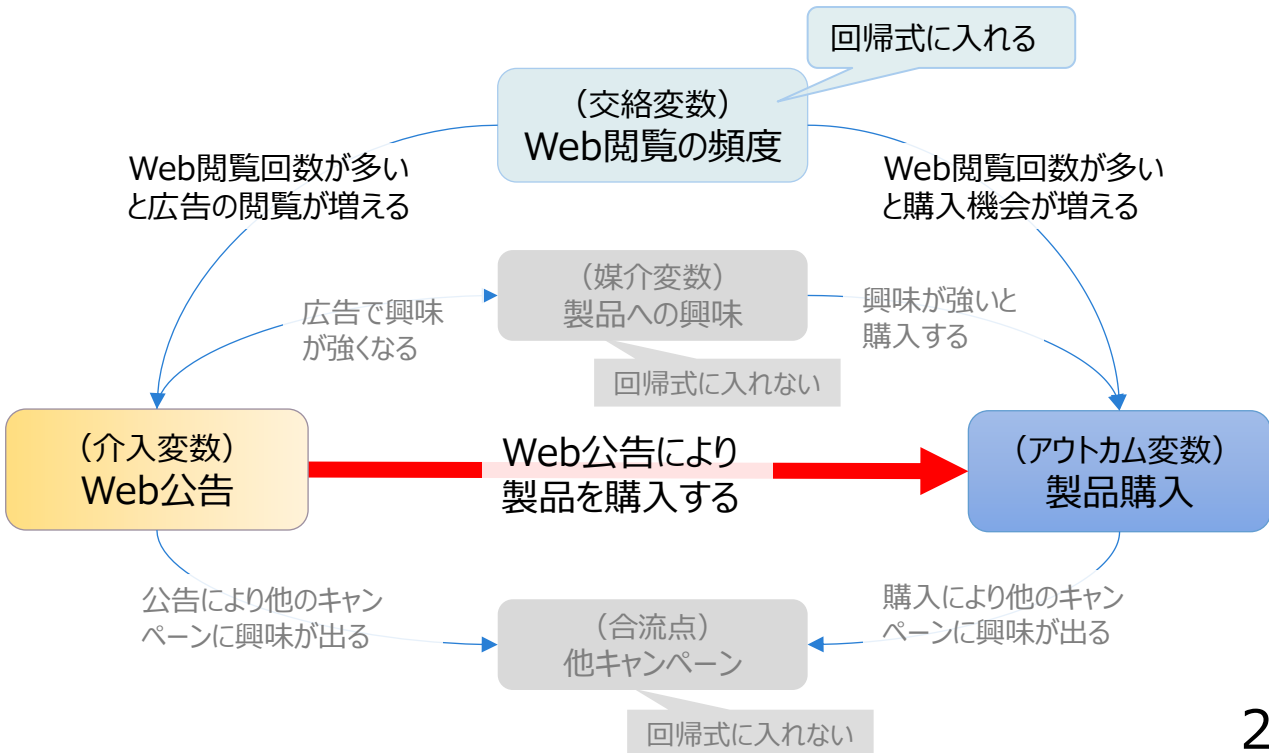 回帰式に入れる
（交絡変数）
Web閲覧の頻度
Web閲覧回数が多い
と広告の閲覧が増える
Web閲覧回数が多い
と購入機会が増える
（媒介変数）
製品への興味
広告で興味
が強くなる
興味が強いと
購入する
回帰式に入れない
（介入変数）
Web公告
Web公告により
製品を購入する
（アウトカム変数）
製品購入
公告により他のキャン
ペーンに興味が出る
購入により他のキャン
ペーンに興味が出る
（合流点）
他キャンペーン
回帰式に入れない
2